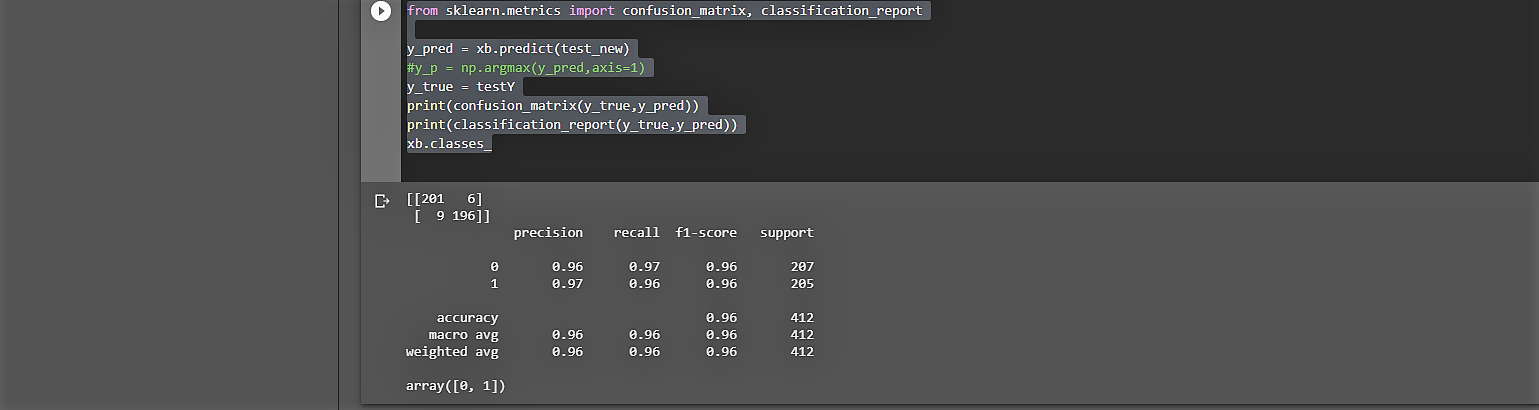 from sklearn.metrics import confusion_matrix, classification_report
y_pred = xb.predict(test_new)
#y_p = np.argmax(y_pred,axis=1)
y_true = testY
print(confusion_matrix(y_true,y_pred))
print(classification_report(y_true,y_pred))
xb.classes_
[[201   6]
 [  9 196]]
              precision    recall  f1-score   support
           0       0.96      0.97      0.96       207
           1       0.97      0.96      0.96       205
    accuracy                           0.96       412
   macro avg       0.96      0.96      0.96       412
weighted avg       0.96      0.96      0.96       412
array([0, 1])